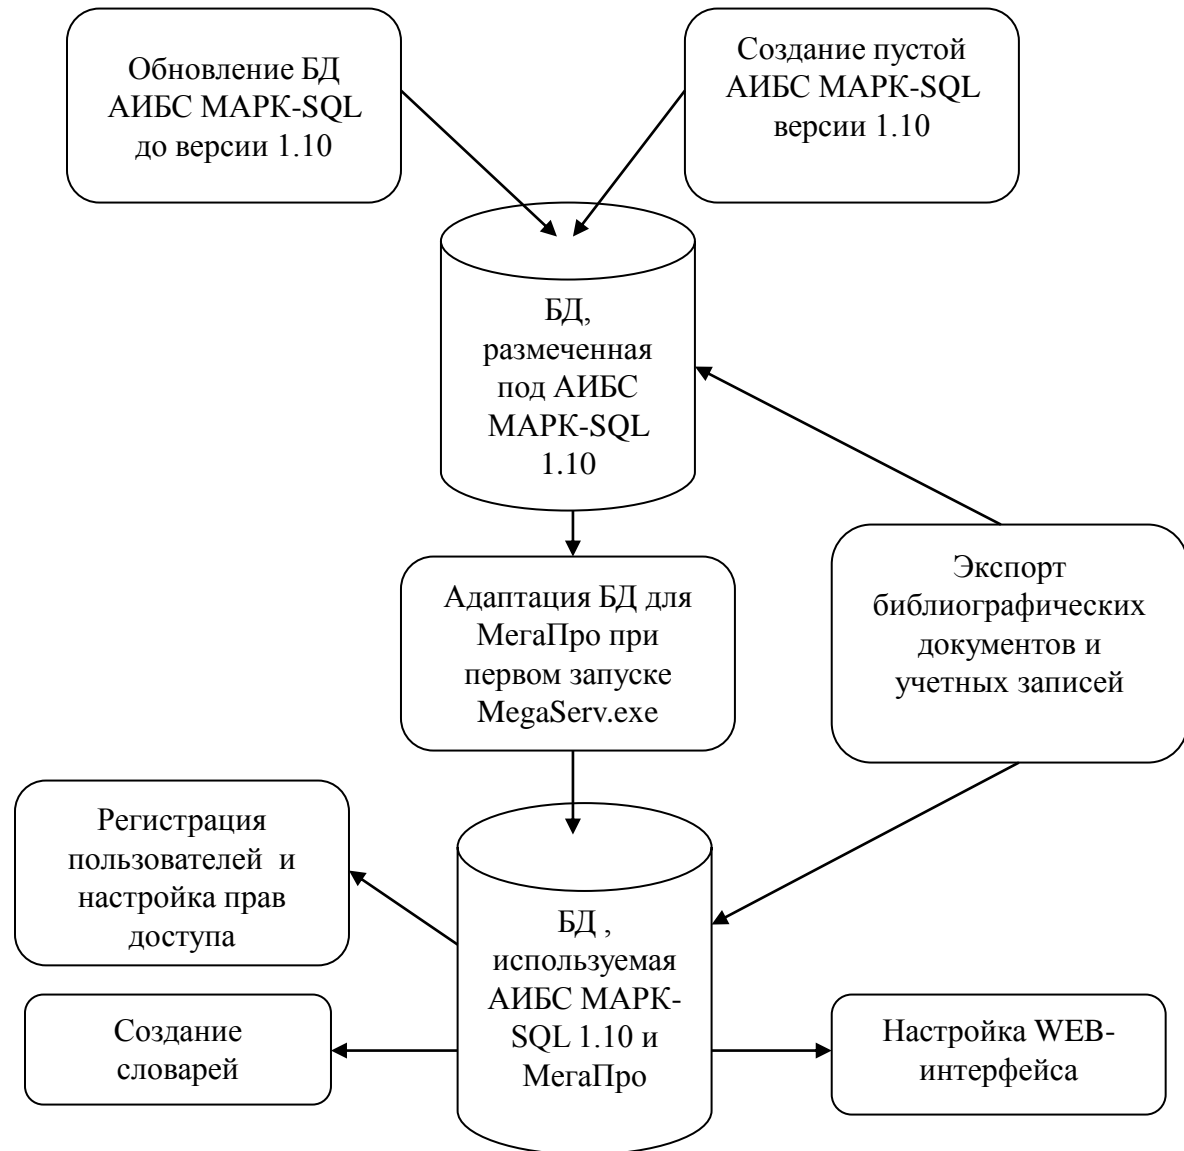 Обновление БД
АИБС МАРК-SQL
до версии 1.10
Создание пустой
АИБС МАРК-SQL
версии 1.10
БД,
размеченная
под АИБС
МАРК-SQL
1.10
Адаптация БД для
МегаПро при
первом запуске
MegaServ.exe
Экспорт
библиографических
документов и
учетных записей
Регистрация
пользователей и
настройка прав
доступа
БД ,
используемая
АИБС МАРК-
SQL 1.10 и
МегаПро
Создание
словарей
Настройка WEB-
интерфейса